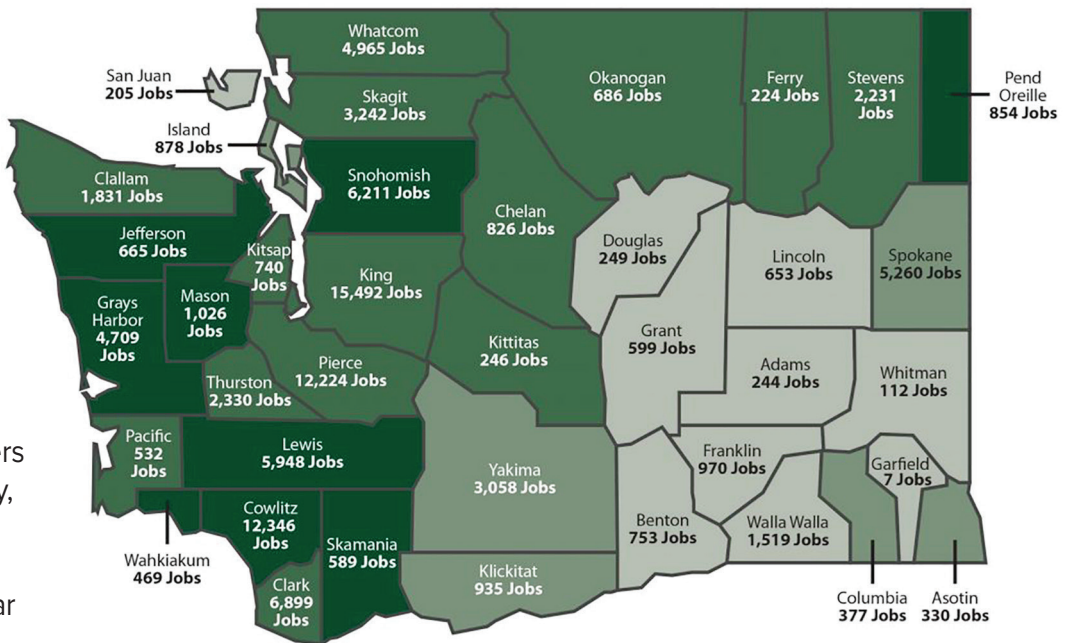 Whatcom
4,965 Jobs
San Juan
205 Jobs
Skagit
3,242 Jobs
Okanogan
686 Jobs
Ferry
224 Jobs
Stevens
2,231
Jobs
Pend
Oreille
854 Jobs
Island
878 Jobs
Clallam
1,831 Jobs
Snohomish
6,211 Jobs
Chelan
826 Jobs
Jefferson
665 Jobs
Kitsap
740
Jobs
Douglas
249 Jobs
Lincoln
653 Jobs
Spokane
5,260 Jobs
King
15,492 Jobs
Mason
1,026
Jobs
Grays
Harbor
4,709
Jobs
Grant
599 Jobs
Kittitas
246 Jobs
Pierce
12,224 Jobs
Thurston
2,330 Jobs
Adams
244 Jobs
Whitman
112 Jobs
Pacific
532
Jobs
Lewis
5,948 Jobs
Yakima
3,058 Jobs
Franklin
970 Jobs
Garfield
7 Jobs
ers
y,
Cowlitz
12,346
Jobs
Skamania
589 Jobs
Benton
753 Jobs
Walla Walla
1,519 Jobs
Wahkiakum
469 Jobs
Clark
6,899
Jobs
Klickitat
935 Jobs
Columbia
377 Jobs
Asotin
330 Jobs
ar